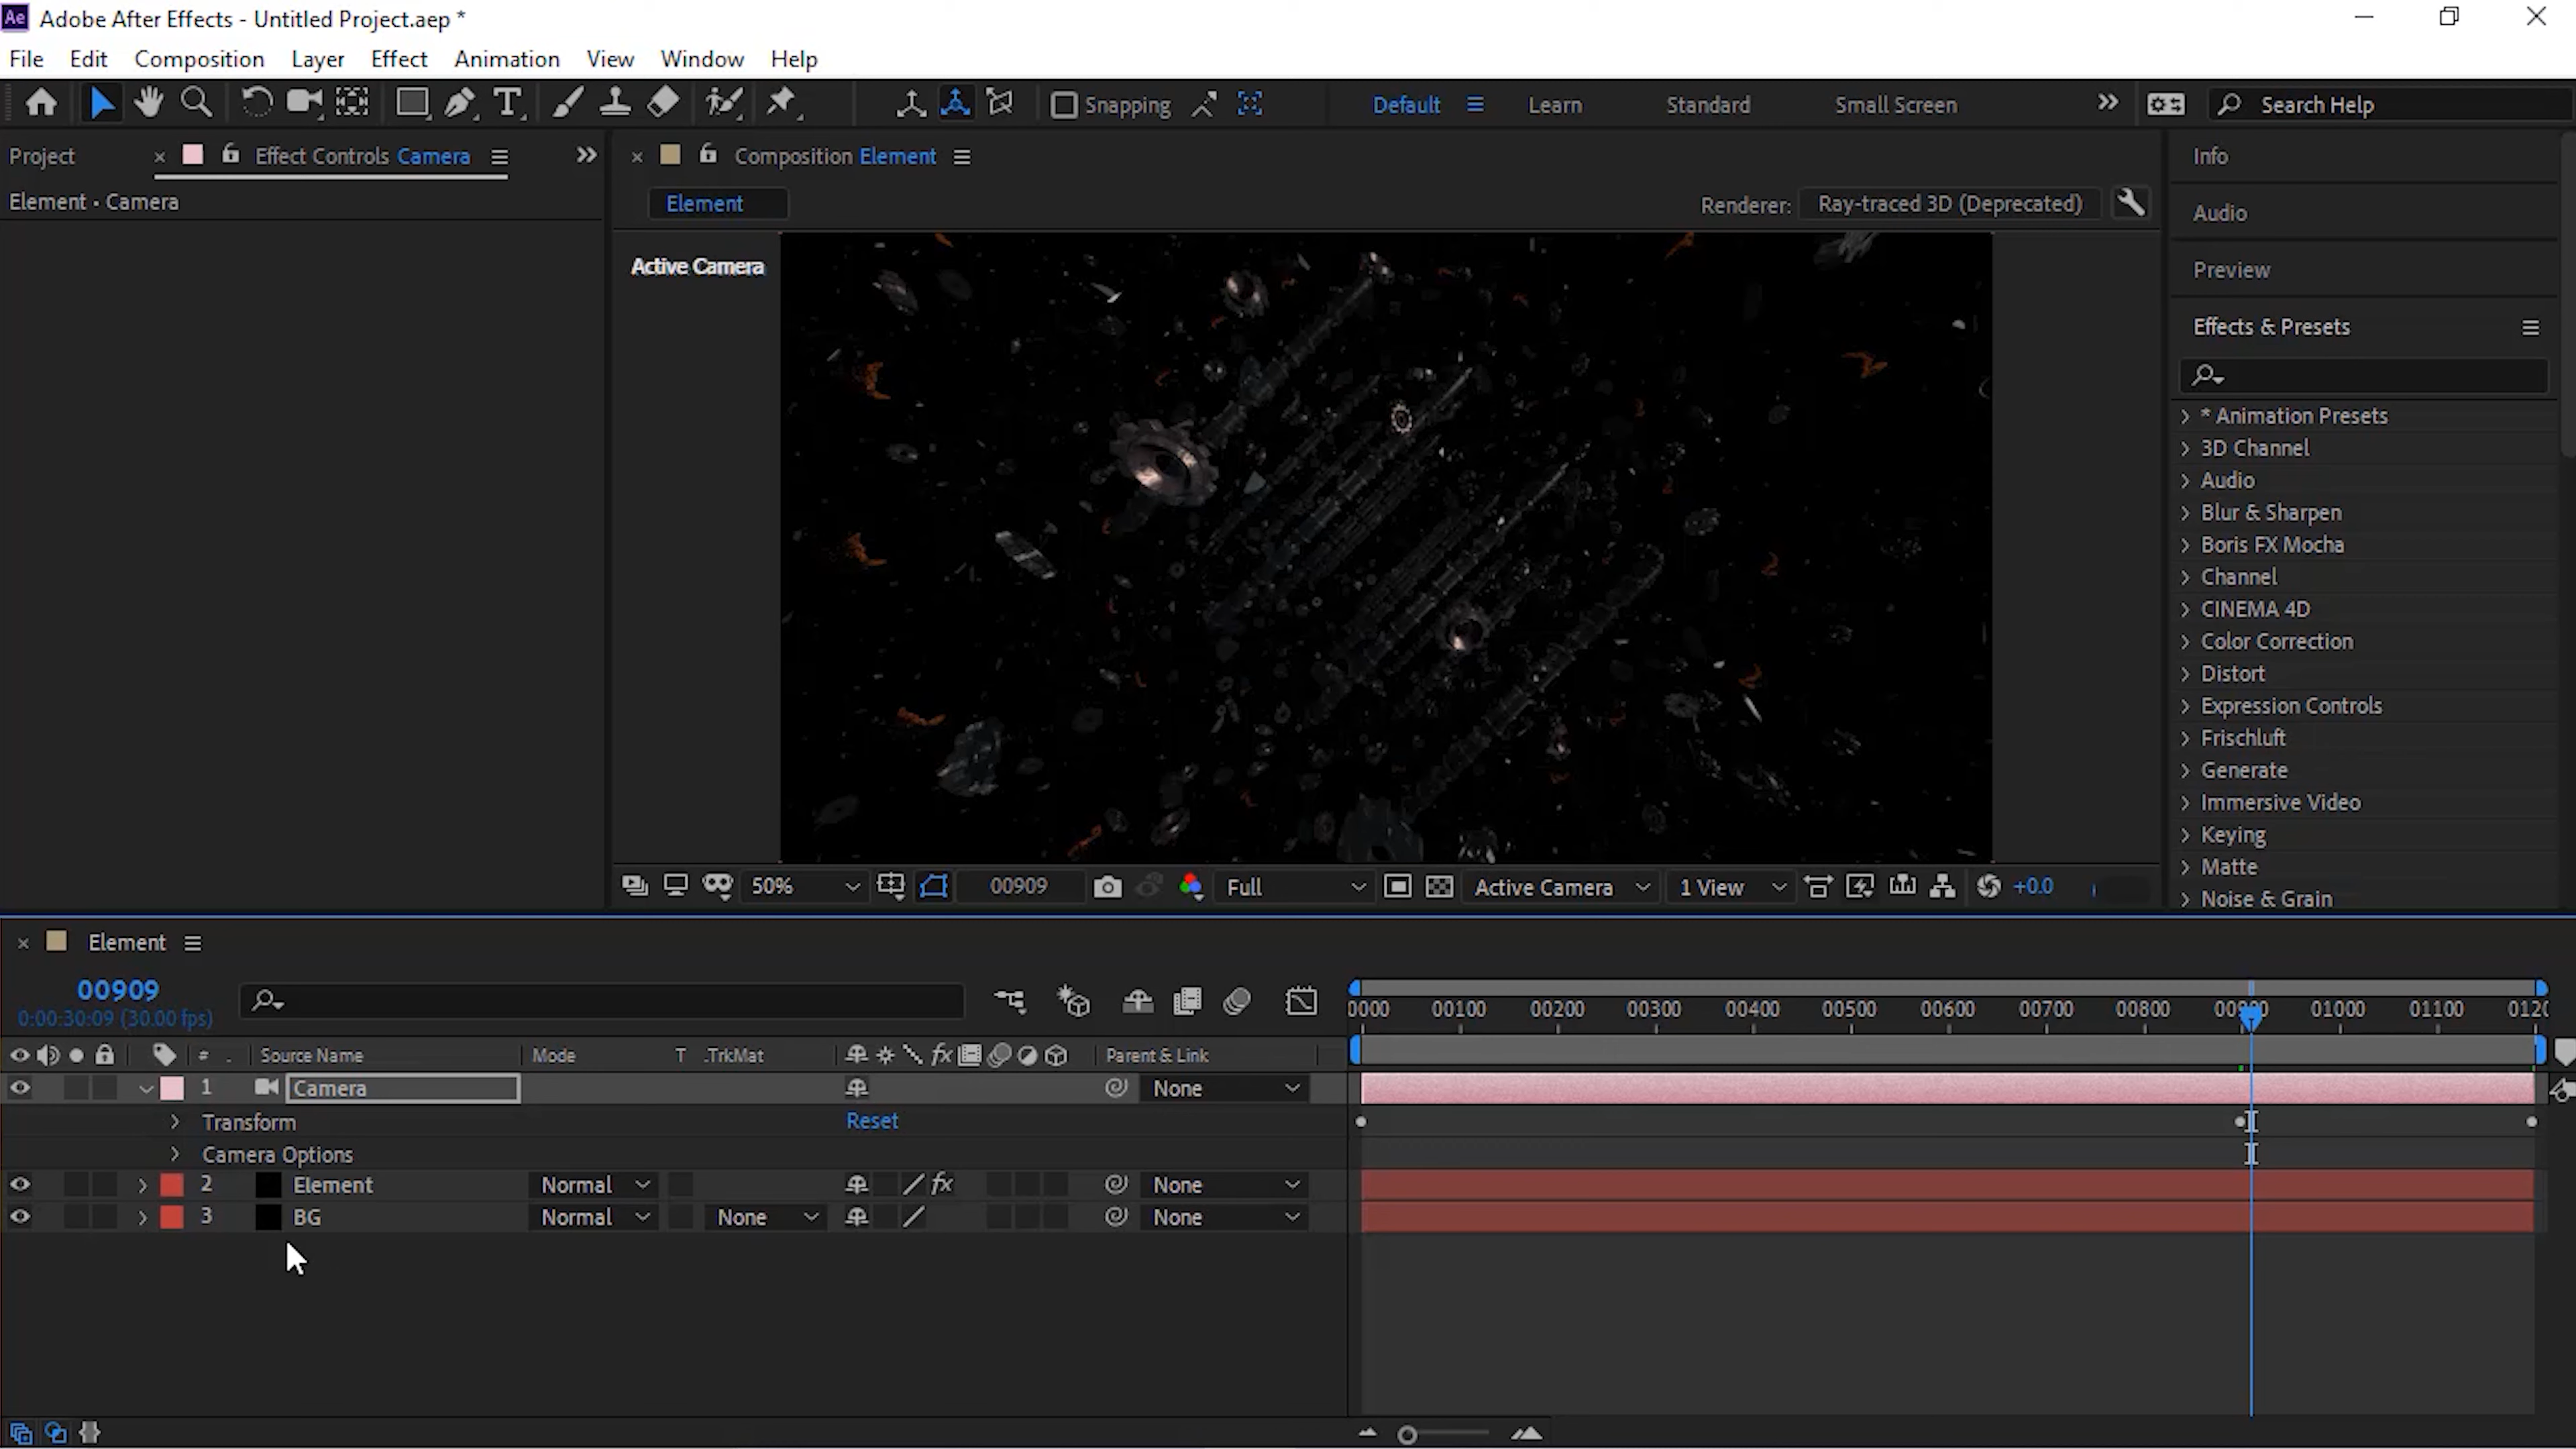 Ae Adobe After Effects - Untitled Project.aep *
File Edit Composition Layer Effect Animation View Window Help
Snapping Default Learn Standard Small Screen Search Help
Project Effect Controls Camera Composition Element Info
Element • Camera Element Renderer: Ray-traced 3D (Deprecated) Audio
Active Camera Preview
Effects & Presets
* Animation Presets
3D Channel
Audio
Blur & Sharpen
Boris FX Mocha
Channel
CINEMA 4D
Color Correction
Distort
Expression Controls
Frischluft
Generate
Immersive Video
Keying
Matte
Noise & Grain
50% 00909 Full Active Camera 1 View +0.0
Element
00909
0:00:30:09 (30.00 fps)
0000 00100 00200 00300 00400 00500 00600 00700 00800 01000 01100
# Source Name Mode T .TrkMat fx Parent & Link
1 Camera None
Transform Reset
Camera Options
2 Element Normal fx None
3 BG Normal None None